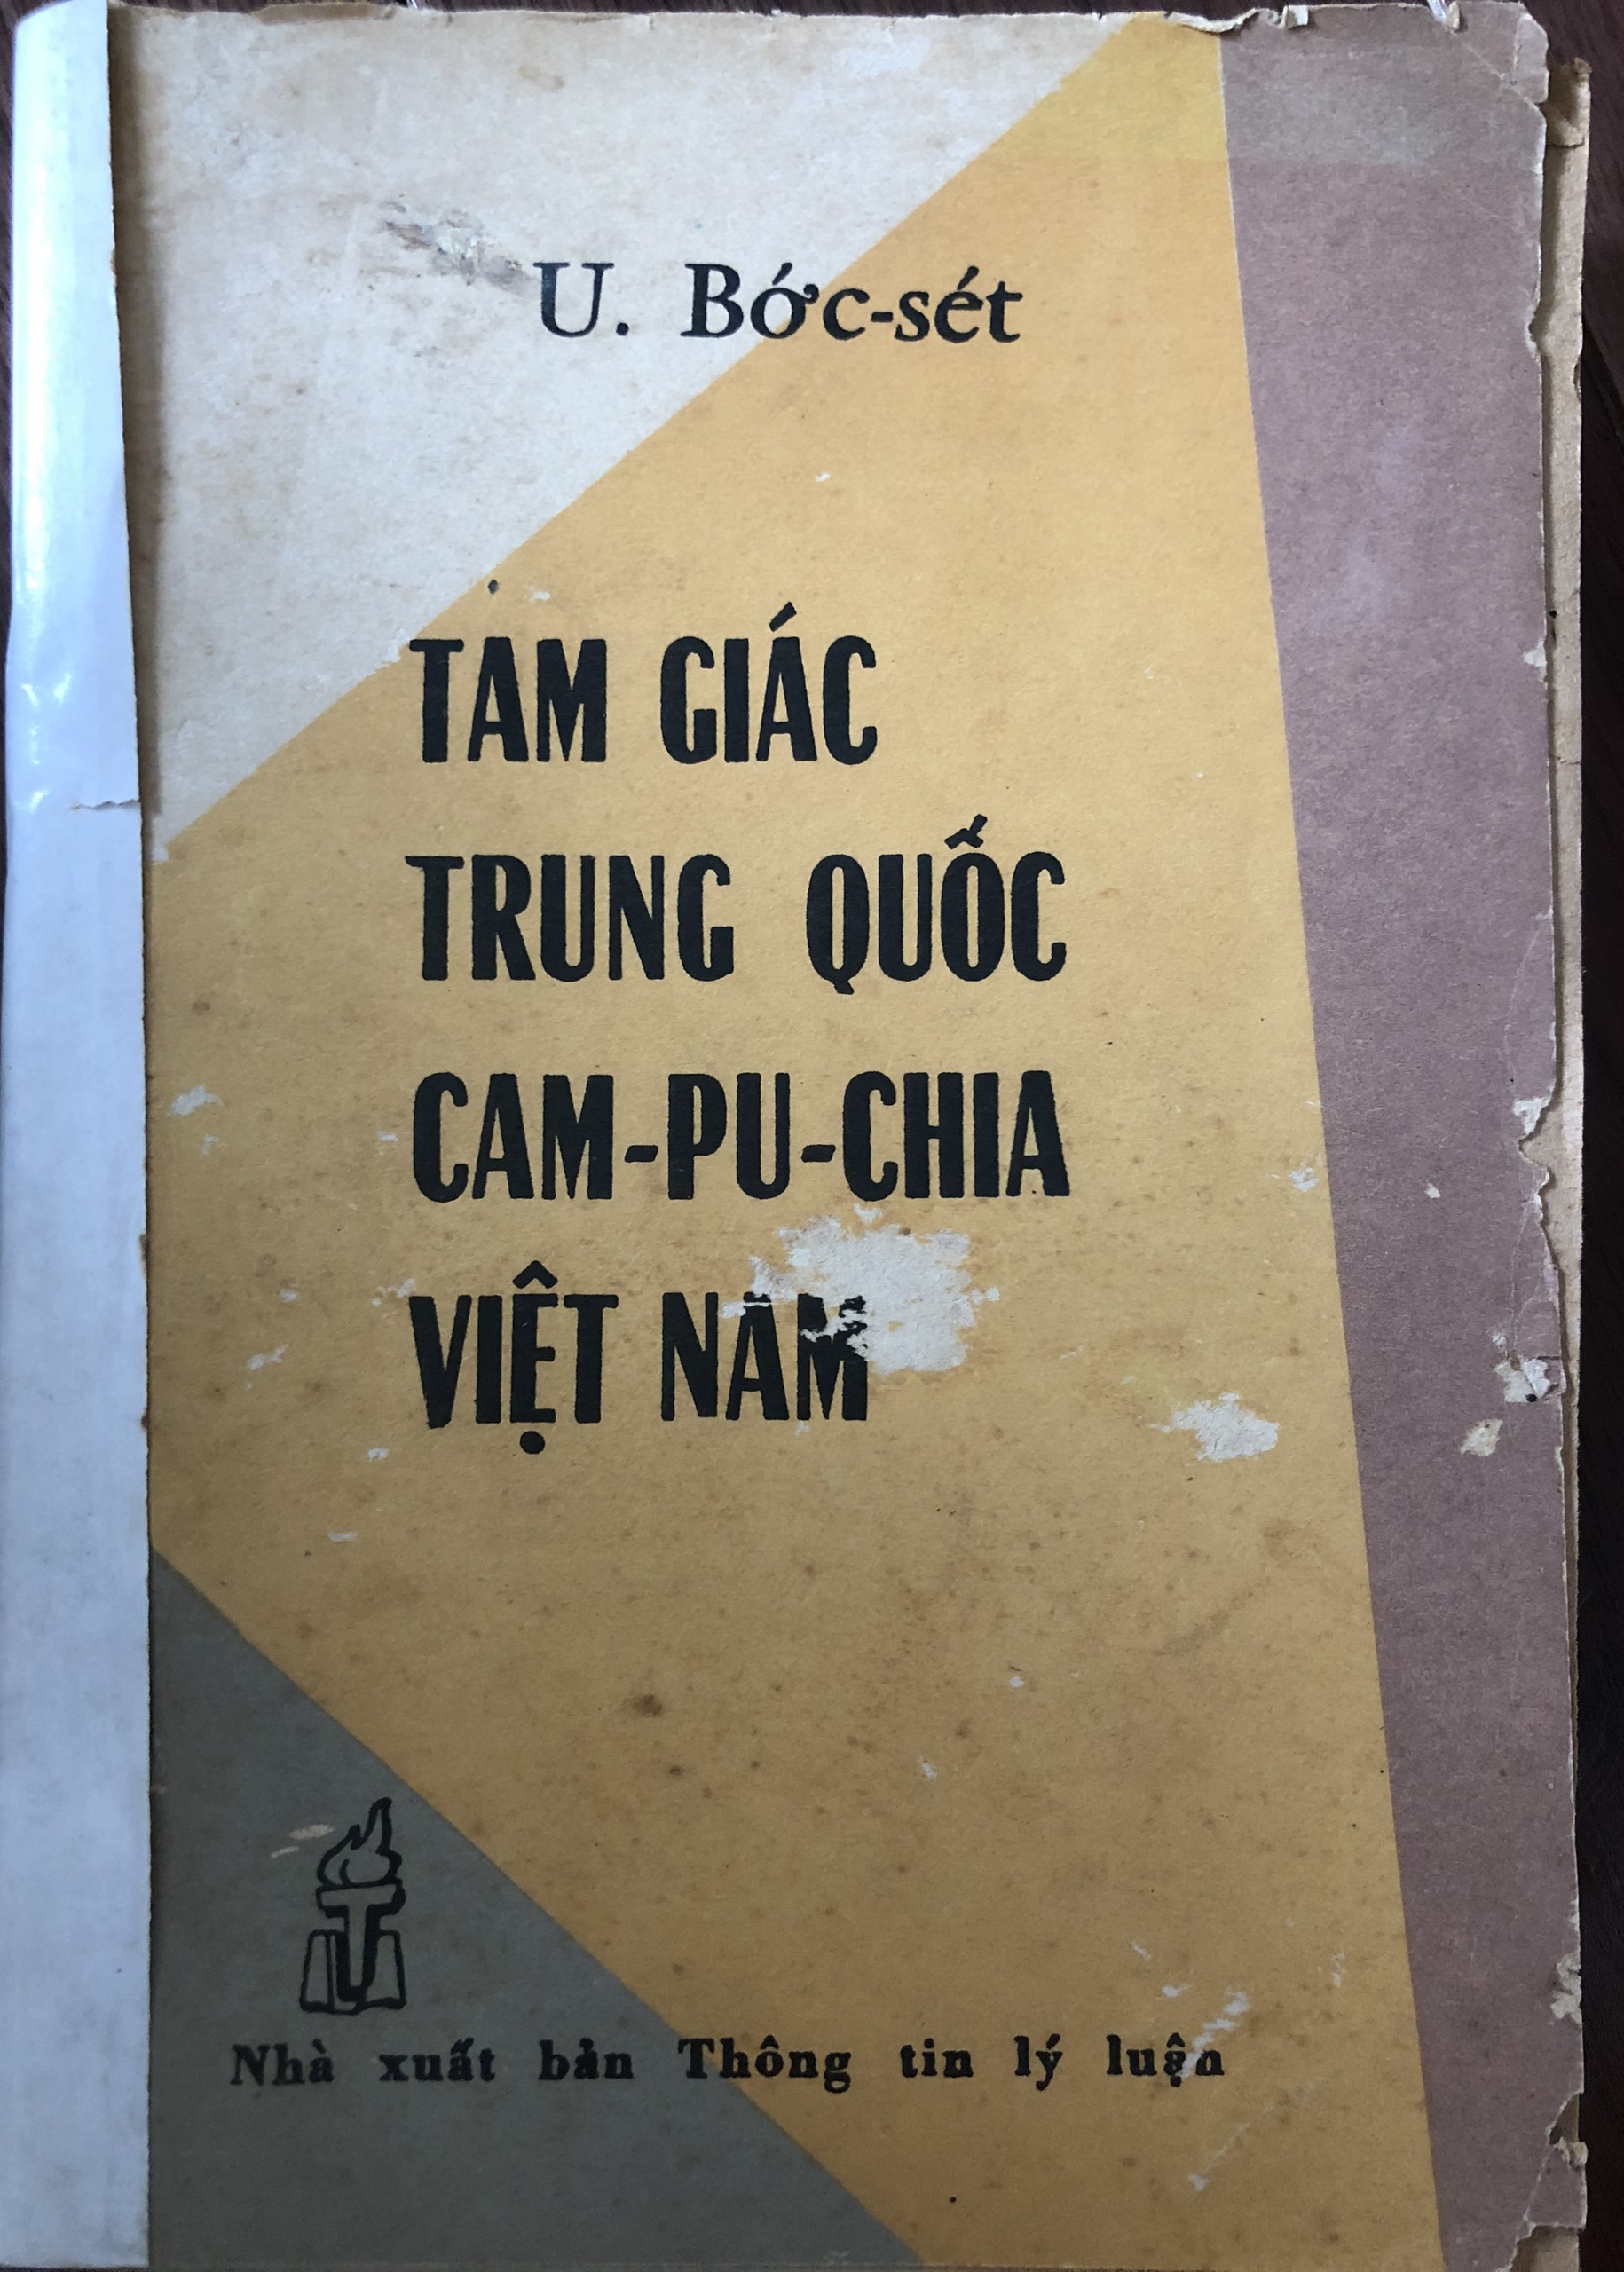 U. Bớc-sét
TAM GIÁC
TRUNG QUỐC
CAM-PU-CHIA
VIỆT NAM
Nhà xuất bản Thông tin lý luận